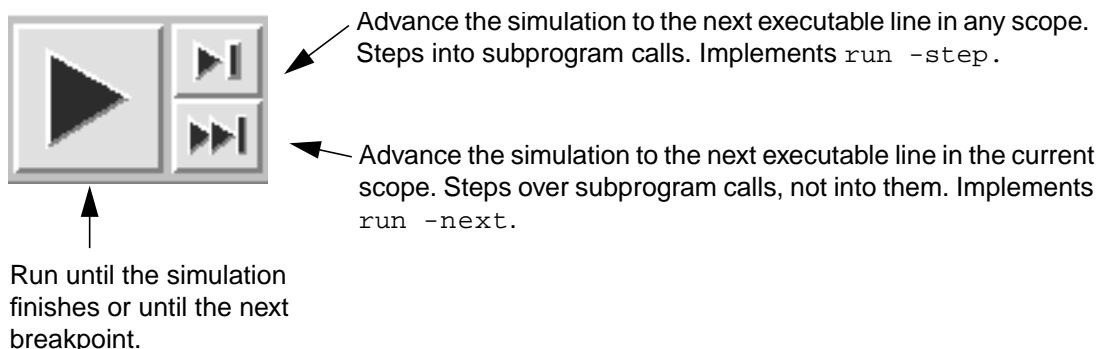 Advance the simulation to the next executable line in any scope.
Steps into subprogram calls. Implements run -step.
Advance the simulation to the next executable line in the current
scope. Steps over subprogram calls, not into them. Implements
run -next.
Run until the simulation
finishes or until the next
breakpoint.